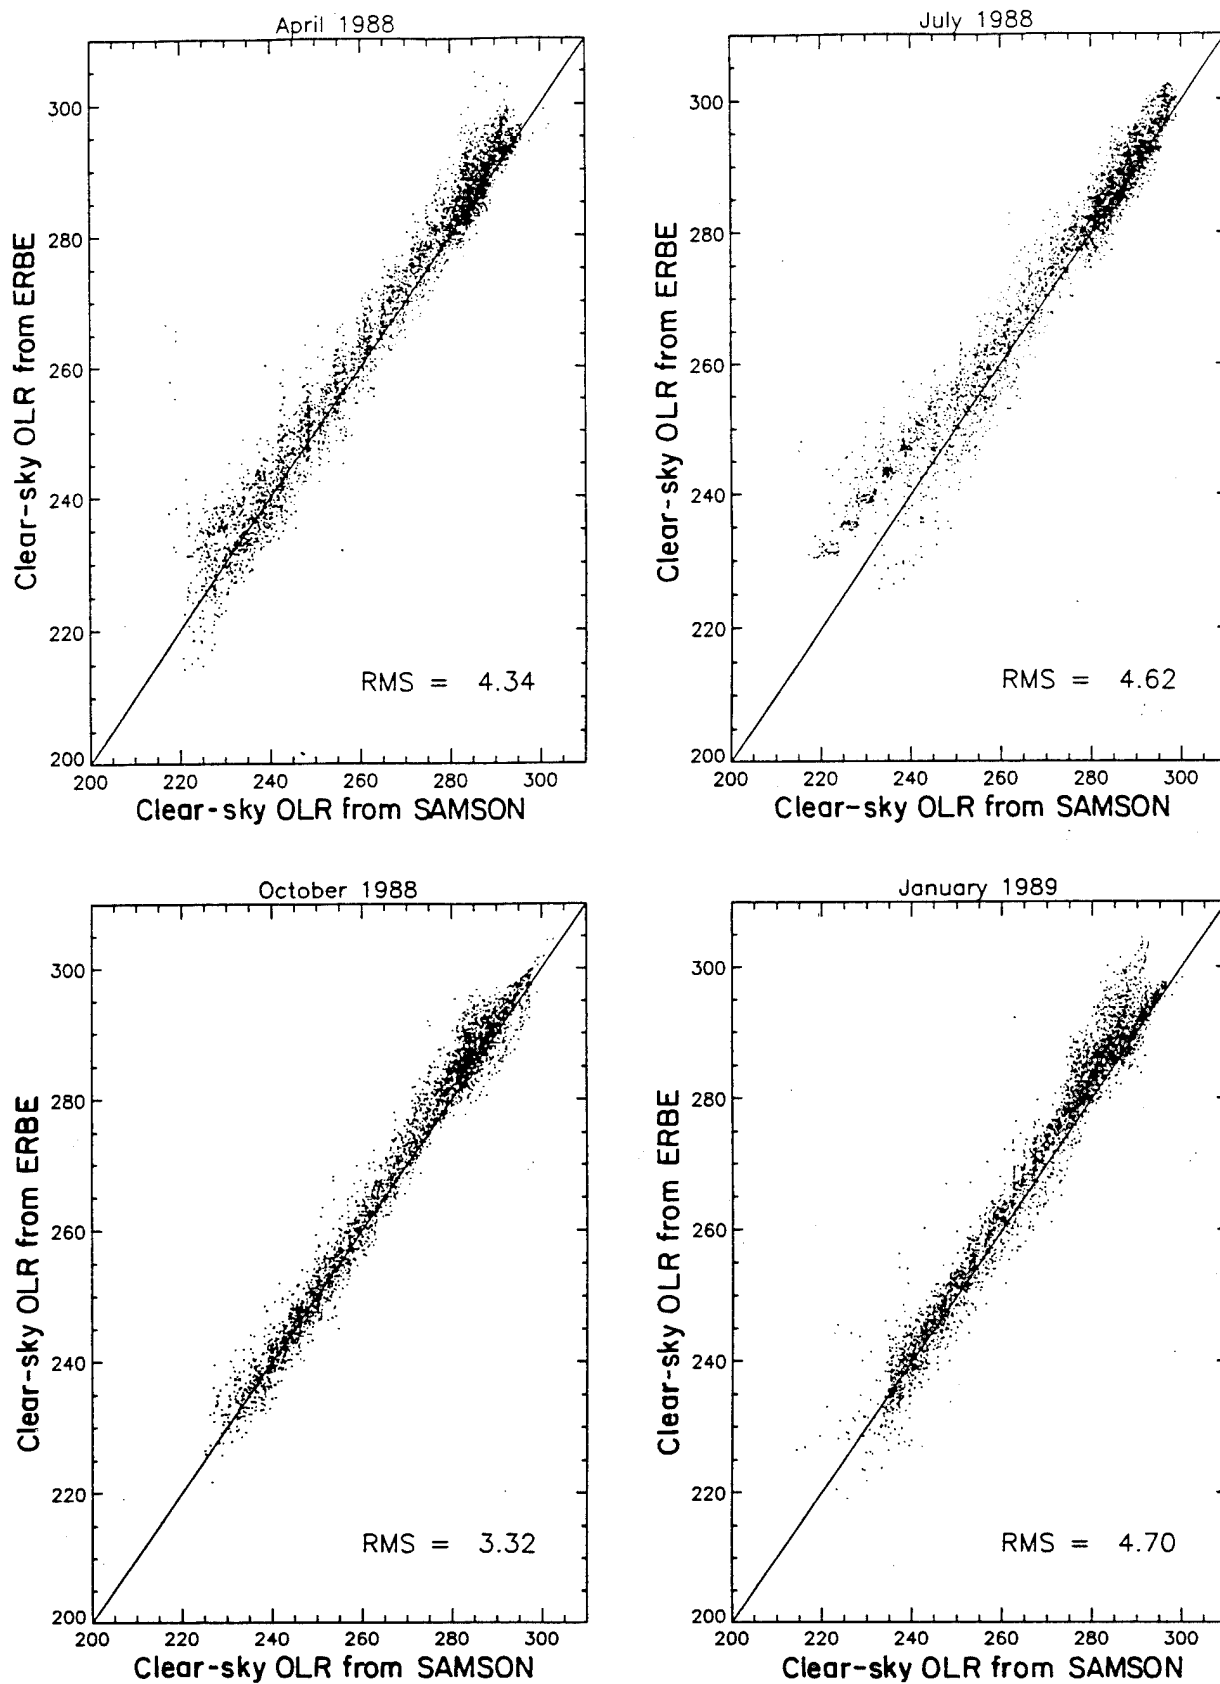 April 1988
300
280
260
240
220
200
200 220 240 260 280 300
Clear-sky OLR from ERBE
Clear-sky OLR from SAMSON
RMS = 4.34
July 1988
300
280
260
240
220
200
200 220 240 260 280 300
Clear-sky OLR from ERBE
Clear-sky OLR from SAMSON
RMS = 4.62
October 1988
300
280
260
240
220
200
200 220 240 260 280 300
Clear-sky OLR from ERBE
Clear-sky OLR from SAMSON
RMS = 3.32
January 1989
300
280
260
240
220
200
200 220 240 260 280 300
Clear-sky OLR from ERBE
Clear-sky OLR from SAMSON
RMS = 4.70